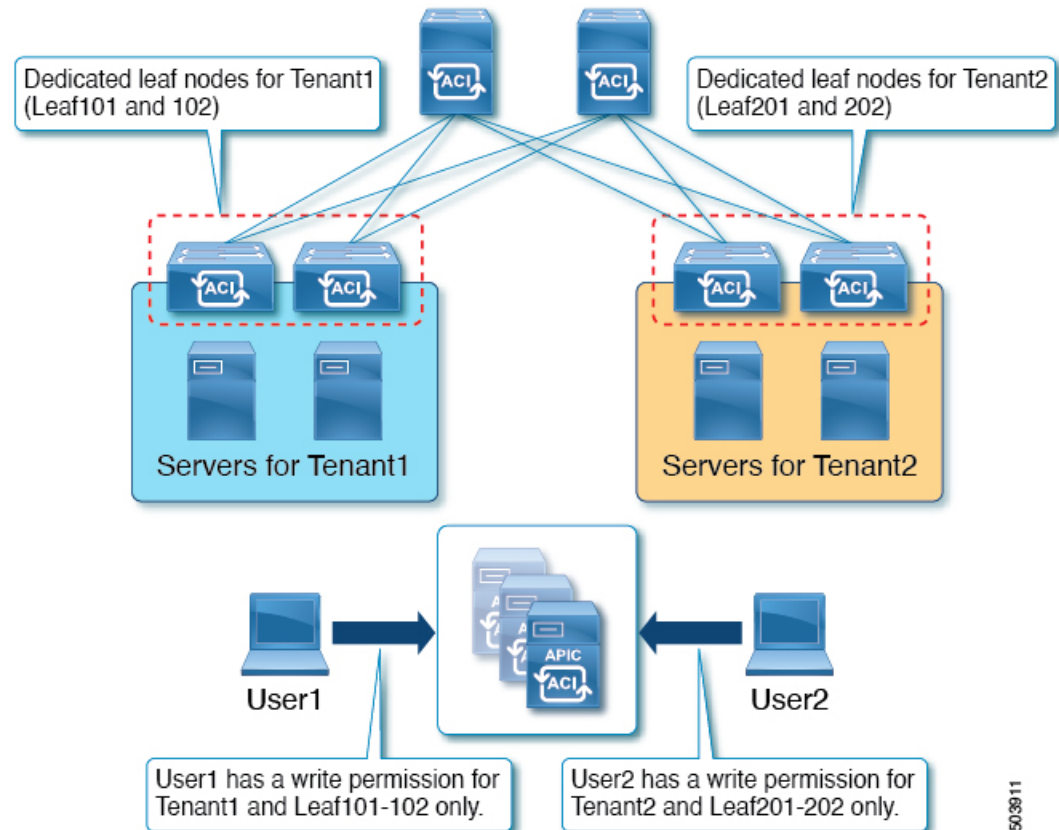 ACI
ACI
Dedicated leaf nodes for Tenant1
(Leaf101 and 102)
Dedicated leaf nodes for Tenant2
(Leaf201 and 202)
ACI
ACI
ACI
ACI
Servers for Tenant1
Servers for Tenant2
APIC
ACI
User1
User2
User1 has a write permission for
Tenant1 and Leaf101-102 only.
User2 has a write permission for
Tenant2 and Leaf201-202 only.
503911